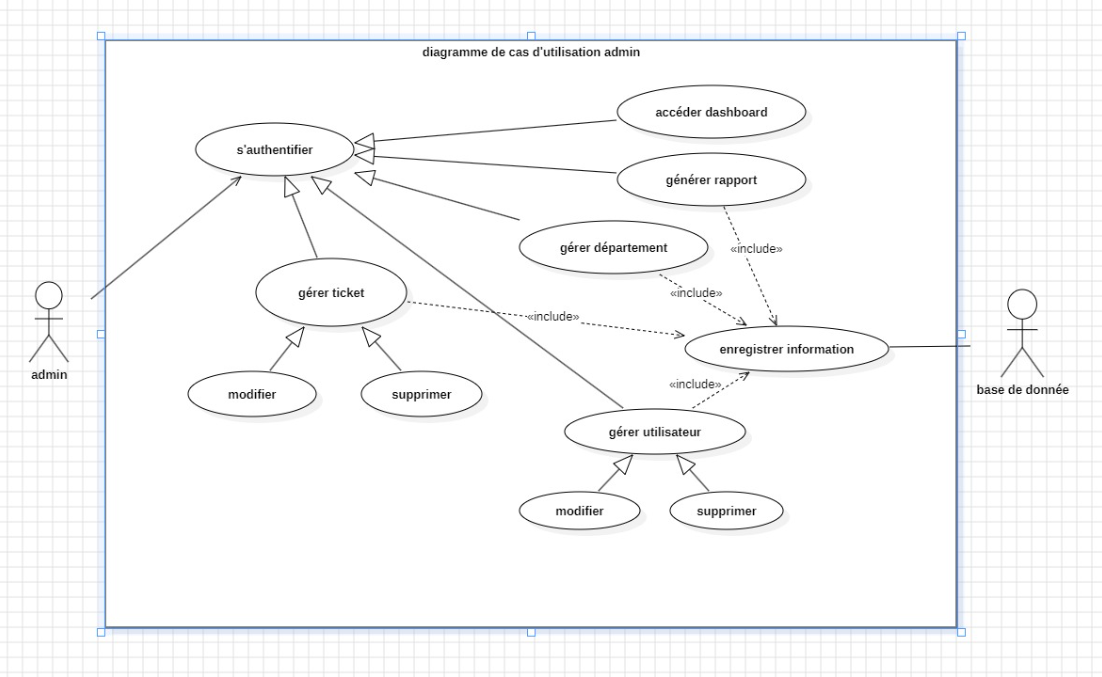 diagramme de cas d'utilisation admin
accéder dashboard
s'authentifier
générer rapport
gérer département
«include»
gérer ticket
«include»
«include»
enregistrer information
admin
base de donnée
«include»
modifier
supprimer
gérer utilisateur
modifier
supprimer